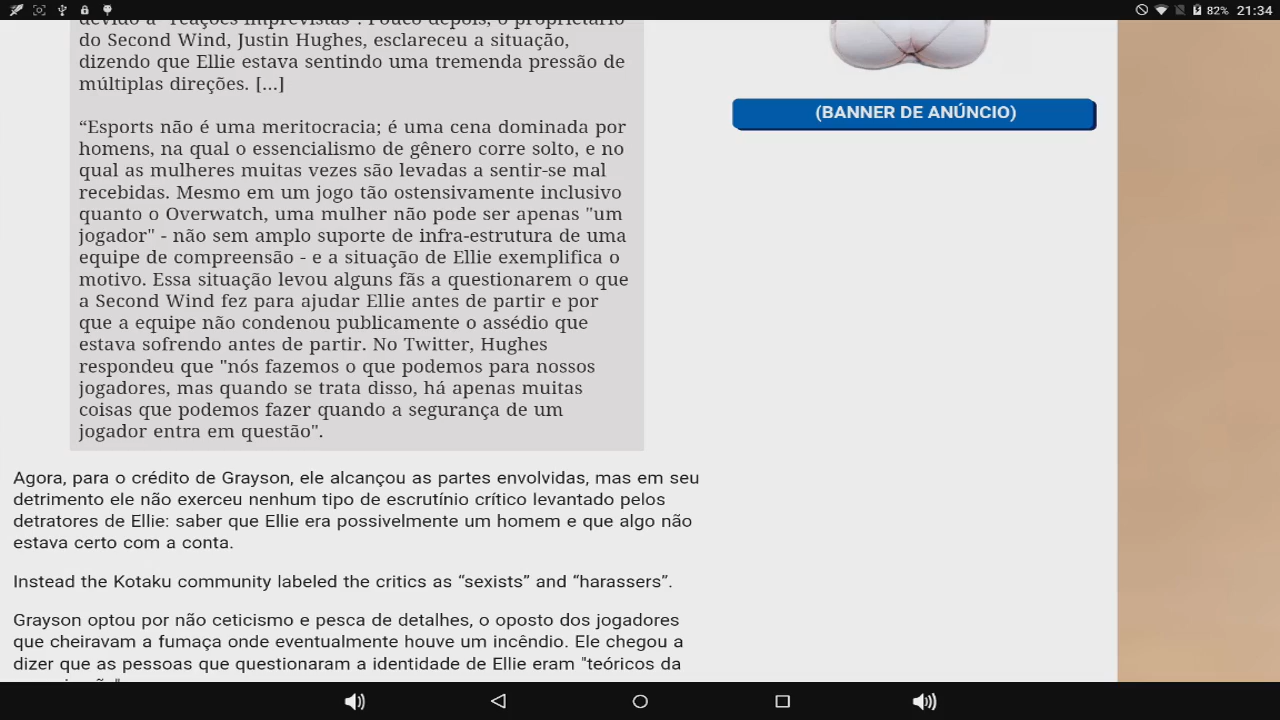 82% 21:34
devido a "reações imprevistas". Pouco depois, o proprietário
do Second Wind, Justin Hughes, esclareceu a situação,
dizendo que Ellie estava sentindo uma tremenda pressão de
múltiplas direções. [...]
“Esports não é uma meritocracia; é uma cena dominada por
homens, na qual o essencialismo de gênero corre solto, e no
qual as mulheres muitas vezes são levadas a sentir-se mal
recebidas. Mesmo em um jogo tão ostensivamente inclusivo
quanto o Overwatch, uma mulher não pode ser apenas "um
jogador" - não sem amplo suporte de infra-estrutura de uma
equipe de compreensão - e a situação de Ellie exemplifica o
motivo. Essa situação levou alguns fãs a questionarem o que
a Second Wind fez para ajudar Ellie antes de partir e por
que a equipe não condenou publicamente o assédio que
estava sofrendo antes de partir. No Twitter, Hughes
respondeu que "nós fazemos o que podemos para nossos
jogadores, mas quando se trata disso, há apenas muitas
coisas que podemos fazer quando a segurança de um
jogador entra em questão".
(BANNER DE ANÚNCIO)
Agora, para o crédito de Grayson, ele alcançou as partes envolvidas, mas em seu
detrimento ele não exerceu nenhum tipo de escrutínio crítico levantado pelos
detratores de Ellie: saber que Ellie era possivelmente um homem e que algo não
estava certo com a conta.
Instead the Kotaku community labeled the critics as “sexists” and “harassers”.
Grayson optou por não ceticismo e pesca de detalhes, o oposto dos jogadores
que cheiravam a fumaça onde eventualmente houve um incêndio. Ele chegou a
dizer que as pessoas que questionaram a identidade de Ellie eram "teóricos da